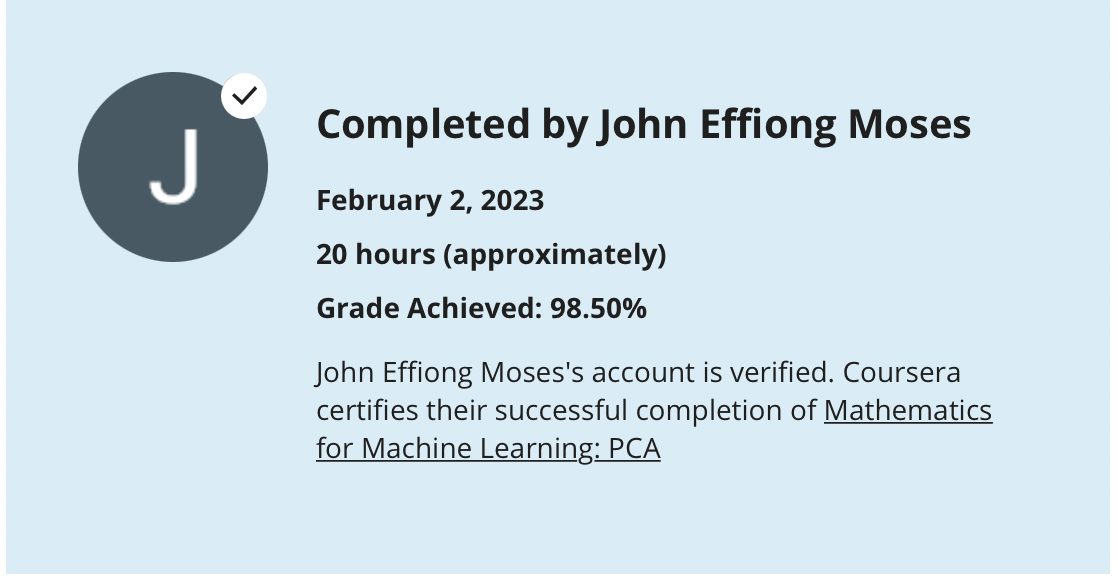 J
Completed by John Effiong Moses
February 2, 2023
20 hours (approximately)
Grade Achieved: 98.50%
John Effiong Moses's account is verified. Coursera
certifies their successful completion of Mathematics
for Machine Learning: PCA